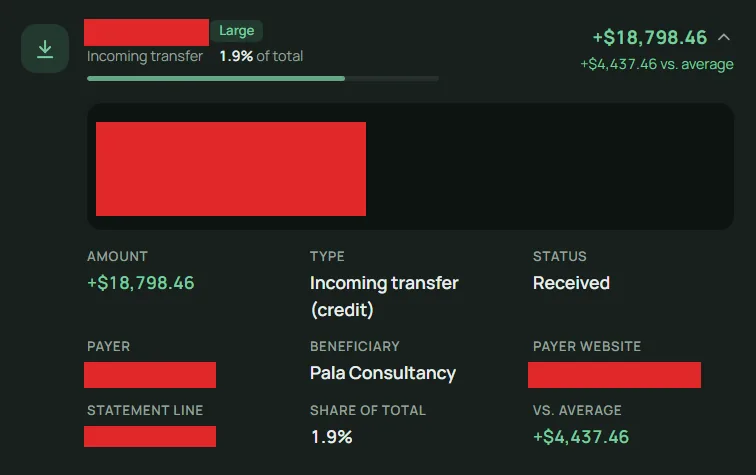 Large
+$18,798.46
Incoming transfer 1.9% of total
+$4,437.46 vs. average
AMOUNT
TYPE
STATUS
+$18,798.46
Incoming transfer
(credit)
Received
PAYER
BENEFICIARY
PAYER WEBSITE
Pala Consultancy
STATEMENT LINE
SHARE OF TOTAL
VS. AVERAGE
1.9%
+$4,437.46